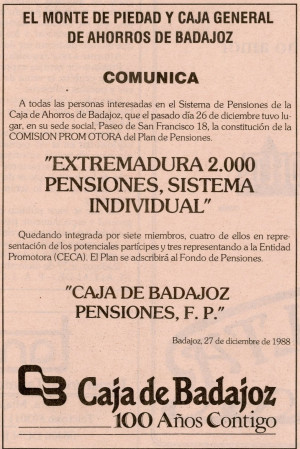 EL MONTE DE PIEDAD Y CAJA GENERAL
DE AHORROS DE BADAJOZ
COMUNICA
A todas las personas interesadas en el Sistema de Pensiones de la
Caja de Ahorros de Badajoz, que el pasado día 26 de diciembre tuvo lu-
gar, en su sede social, Paseo de San Francisco 18, la constitución de la
COMISION PROM OTORA del Plan de Pensiones.
"EXTREMADURA 2.000
PENSIONES, SISTEMA
INDIVIDUAL"
Quedando integrada por siete miembros, cuatro de ellos en repre-
sentación de los potenciales partícipes y tres representando a la Entidad
Promotora (CECA). El Plan se adscribirá al Fondo de Pensiones.
"CAJA DE BADAJOZ
PENSIONES, F. P."
Badajoz, 27 de diciembre de 1988
Caja de Badajoz
100 Años Contigo